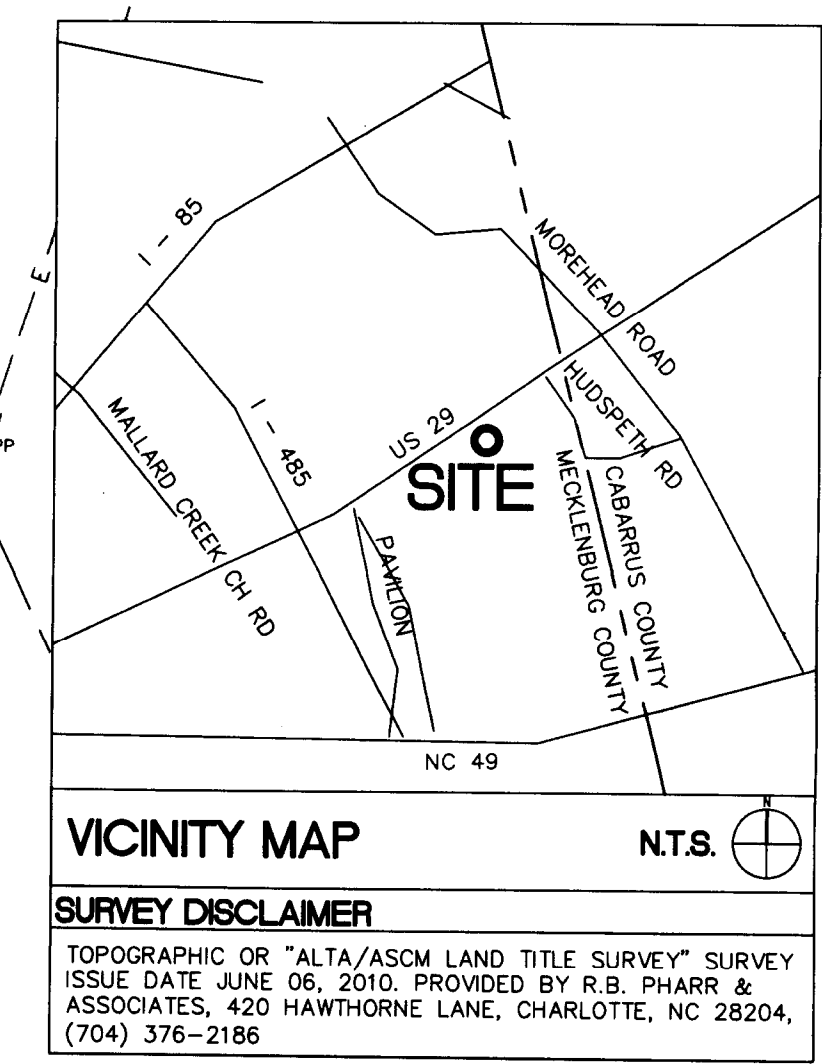 I - 85
MOREHEAD ROAD
E
MALLARD CREEK CH RD
I - 485
US 29
HUDSPETH RD
PP
SITE
PAVILION
CABARRUS COUNTY
MECKLENBURG COUNTY
NC 49
VICINITY MAP
N.T.S.
N
SURVEY DISCLAIMER
TOPOGRAPHIC OR "ALTA/ASCM LAND TITLE SURVEY" SURVEY
ISSUE DATE JUNE 06, 2010. PROVIDED BY R.B. PHARR &
ASSOCIATES, 420 HAWTHORNE LANE, CHARLOTTE, NC 28204,
(704) 376-2186